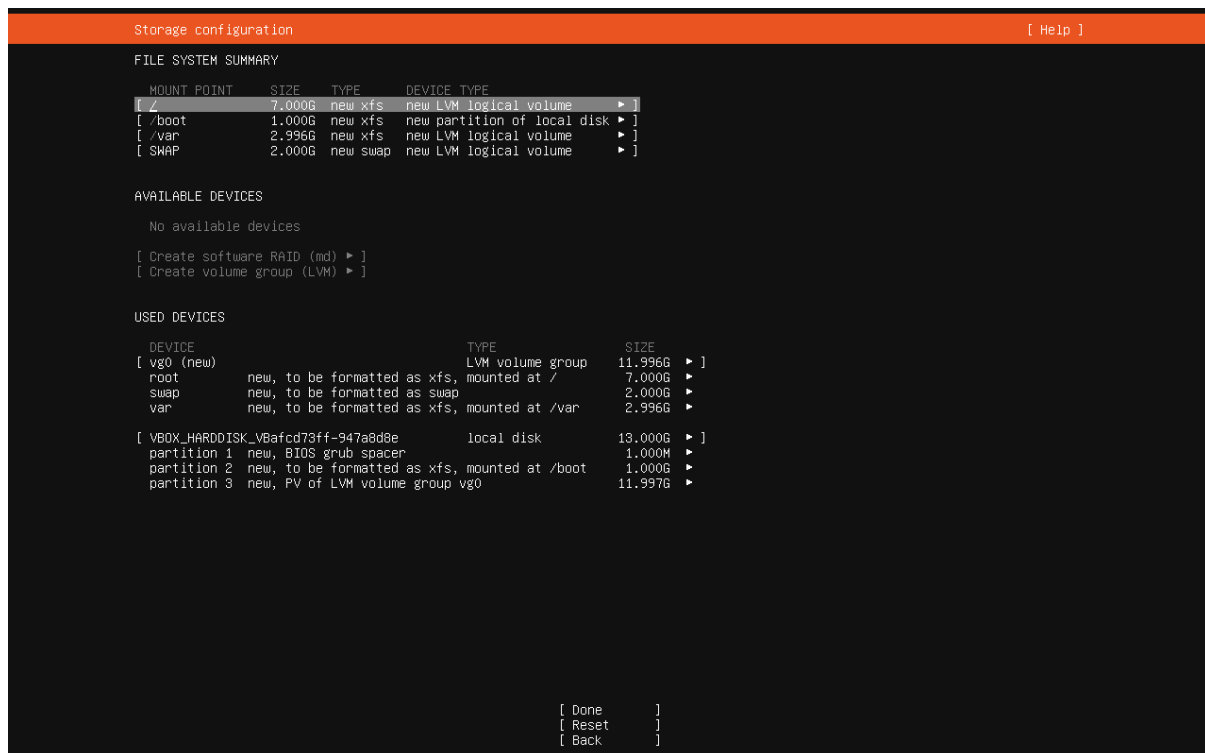 Storage configuration [ Help ]
FILE SYSTEM SUMMARY
MOUNT POINT SIZE TYPE DEVICE TYPE
[ / 7.000G new xfs new LVM logical volume ▸ ]
[ /boot 1.000G new xfs new partition of local disk ▸ ]
[ /var 2.996G new xfs new LVM logical volume ▸ ]
[ SWAP 2.000G new swap new LVM logical volume ▸ ]
AVAILABLE DEVICES
No available devices
[ Create software RAID (md) ▸ ]
[ Create volume group (LVM) ▸ ]
USED DEVICES
DEVICE TYPE SIZE
[ vg0 (new) LVM volume group 11.996G ▸ ]
root new, to be formatted as xfs, mounted at / 7.000G ▸
swap new, to be formatted as swap 2.000G ▸
var new, to be formatted as xfs, mounted at /var 2.996G ▸
[ VBOX_HARDDISK_VBafcd73ff-947a8d8e local disk 13.000G ▸ ]
partition 1 new, BIOS grub spacer 1.000M ▸
partition 2 new, to be formatted as xfs, mounted at /boot 1.000G ▸
partition 3 new, PV of LVM volume group vg0 11.997G ▸
[ Done ]
[ Reset ]
[ Back ]